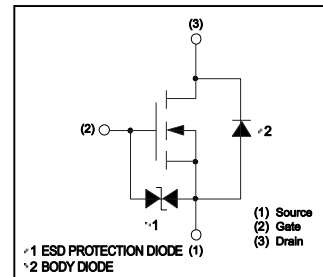 (3)
(2)
*2
*1
(1) Source
(2) Gate
(3) Drain
*1 ESD PROTECTION DIODE (1)
*2 BODY DIODE